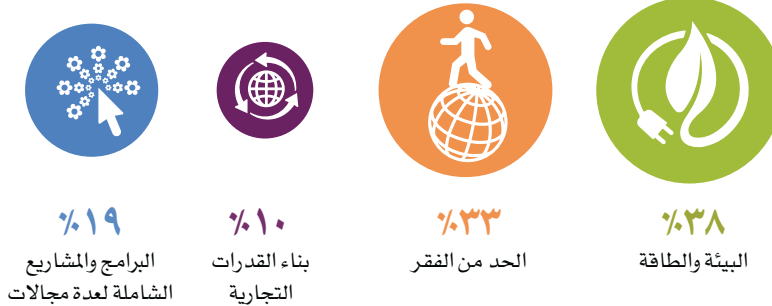 ٣٨٪
البيئة والطاقة
٣٣٪
الحد من الفقر
١٠٪
بناء القدرات
التجارية
١٩٪
البرامج والمشاريع
الشاملة لعدة مجالات